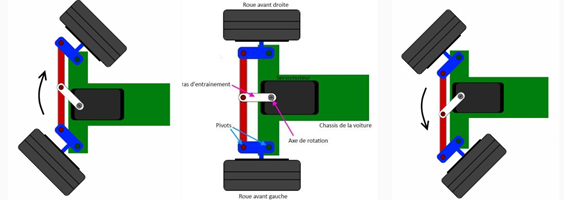 Roue avant droite
ras d'entrainement
Chassis de la voiture
Pivots
Axe de rotation
Roue avant gauche